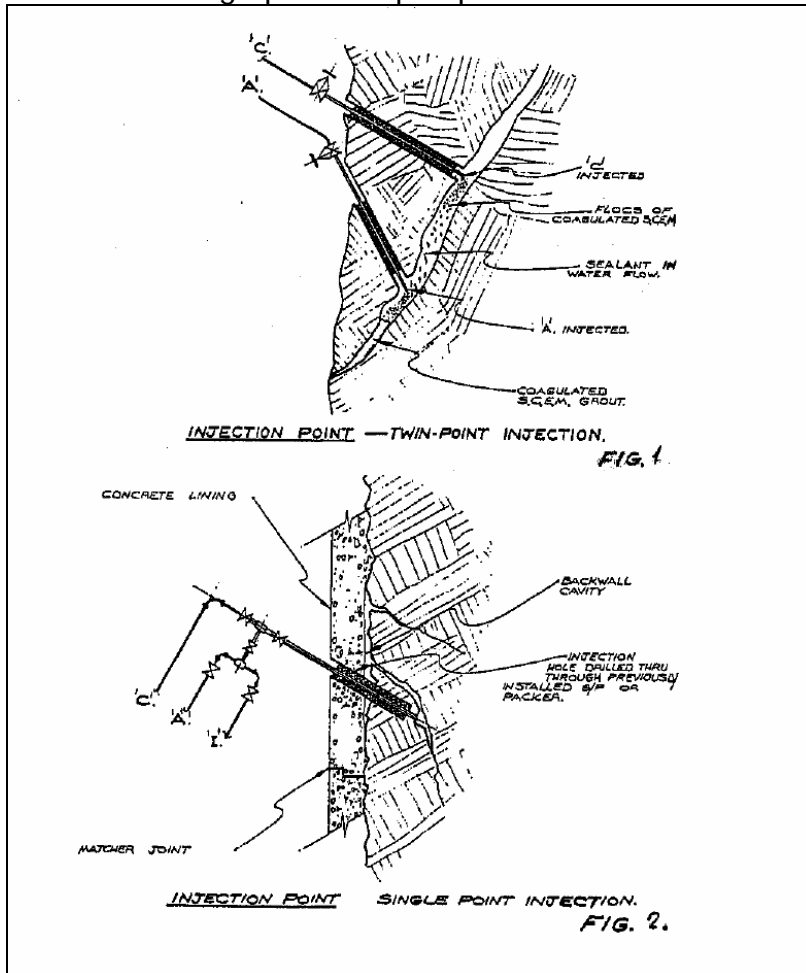 'C'.
'A'.
INJECTED
FLOCS OF
COAGULATED S.C.E.M.
SEALANT IN
WATER FLOW.
'A'. INJECTED.
COAGULATED
S.C.E.M. GROUT.
INJECTION POINT — TWIN-POINT INJECTION.
FIG. 1
CONCRETE LINING
BACKWALL
CAVITY
INJECTION
HOLE DRILLED THRU
THROUGH PREVIOUSLY
INSTALLED S/P OR
PACKER.
'C'.
'A'.
'E'.
MATCHER JOINT
INJECTION POINT SINGLE POINT INJECTION.
FIG. 2.